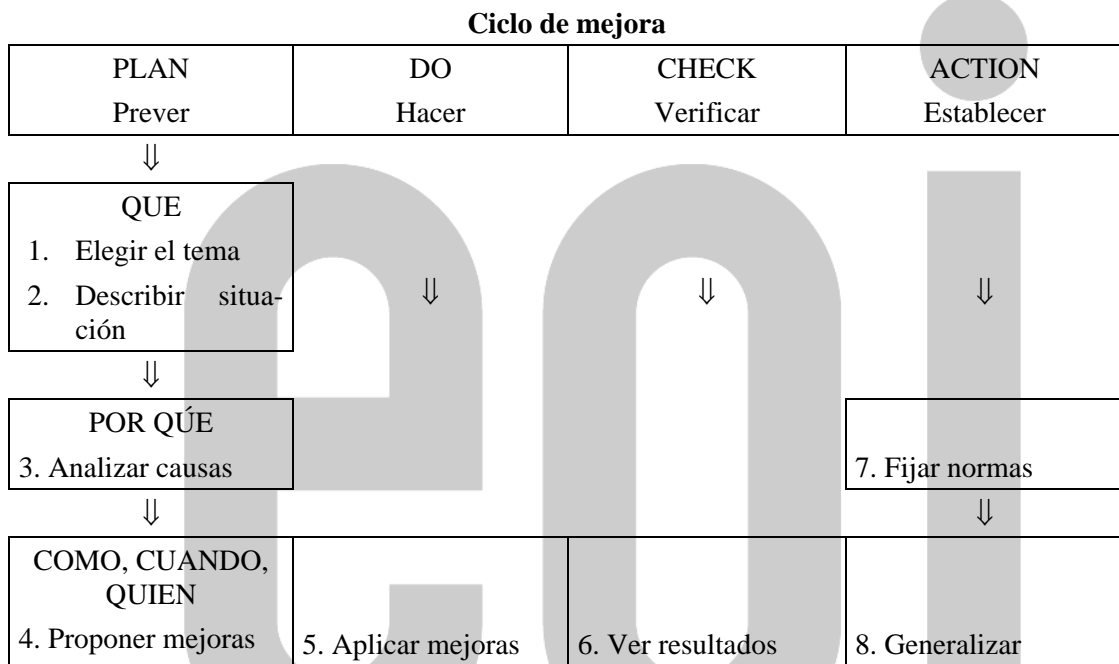 Ciclo de mejora
PLAN DO CHECK ACTION
Prever Hacer Verificar Establecer
⇓
QUE
1. Elegir el tema
2. Describir situa-
ción
⇓ ⇓ ⇓
⇓
POR QÚE
3. Analizar causas
7. Fijar normas
⇓ ⇓
COMO, CUANDO,
QUIEN
4. Proponer mejoras
5. Aplicar mejoras
6. Ver resultados
8. Generalizar
eoi